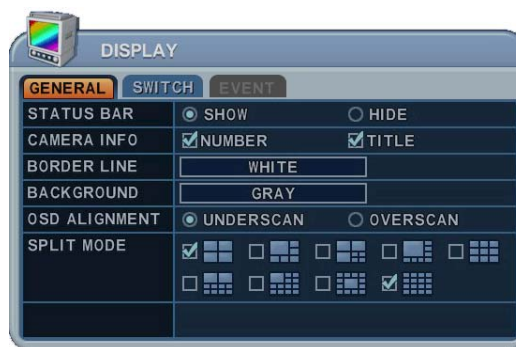 DISPLAY
GENERAL SWITCH EVENT
STATUS BAR SHOW HIDE
CAMERA INFO NUMBER TITLE
BORDER LINE WHITE
BACKGROUND GRAY
OSD ALIGNMENT UNDERSCAN OVERSCAN
SPLIT MODE